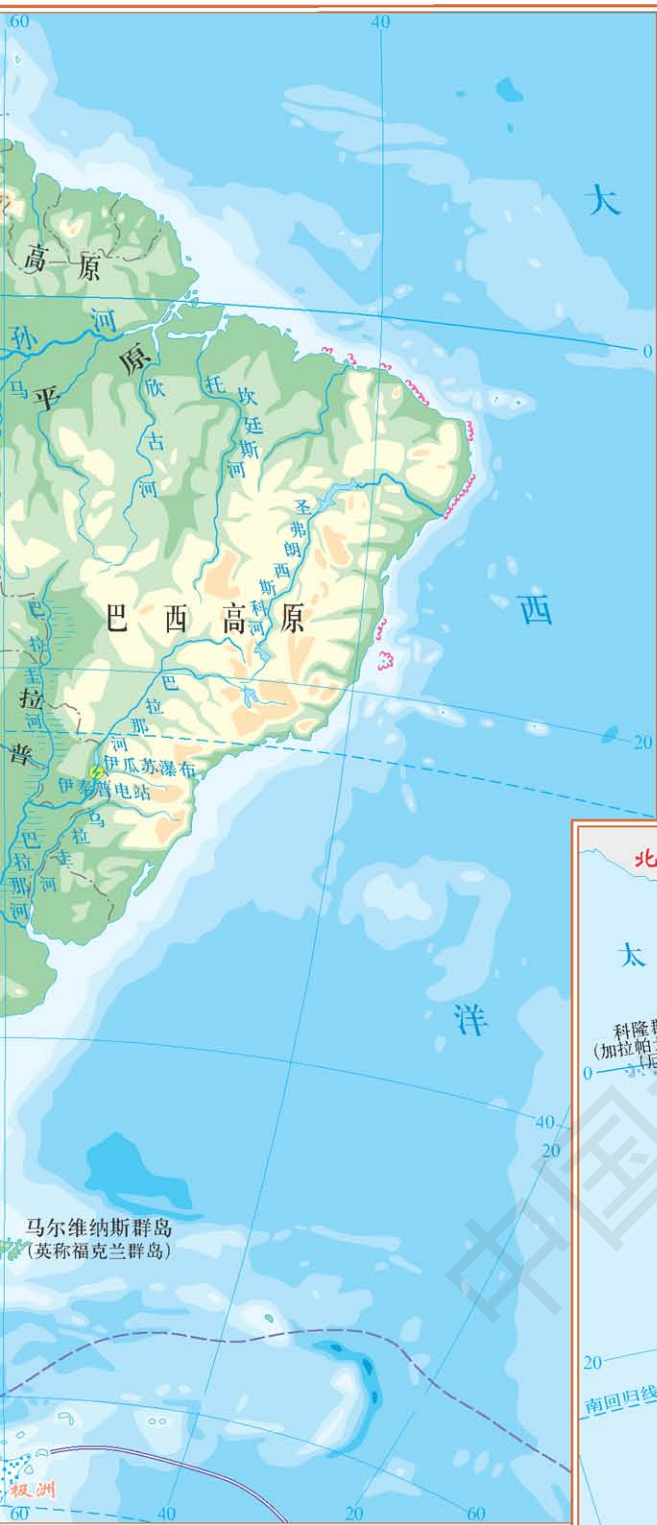 60
40
大
高原
孙河
0
平原
马
欣古河
托坎廷斯河
圣弗朗西斯科河
西
巴西高原
巴拉圭河
拉普
巴拉那河
20
伊瓜苏瀑布
伊泰普电站
乌拉圭河
巴拉那河
北
太
洋
科隆群
(加拉帕
0
40
20
马尔维纳斯群岛
(英称福克兰群岛)
中国
20
南回归线
极洲
60
40
20
60